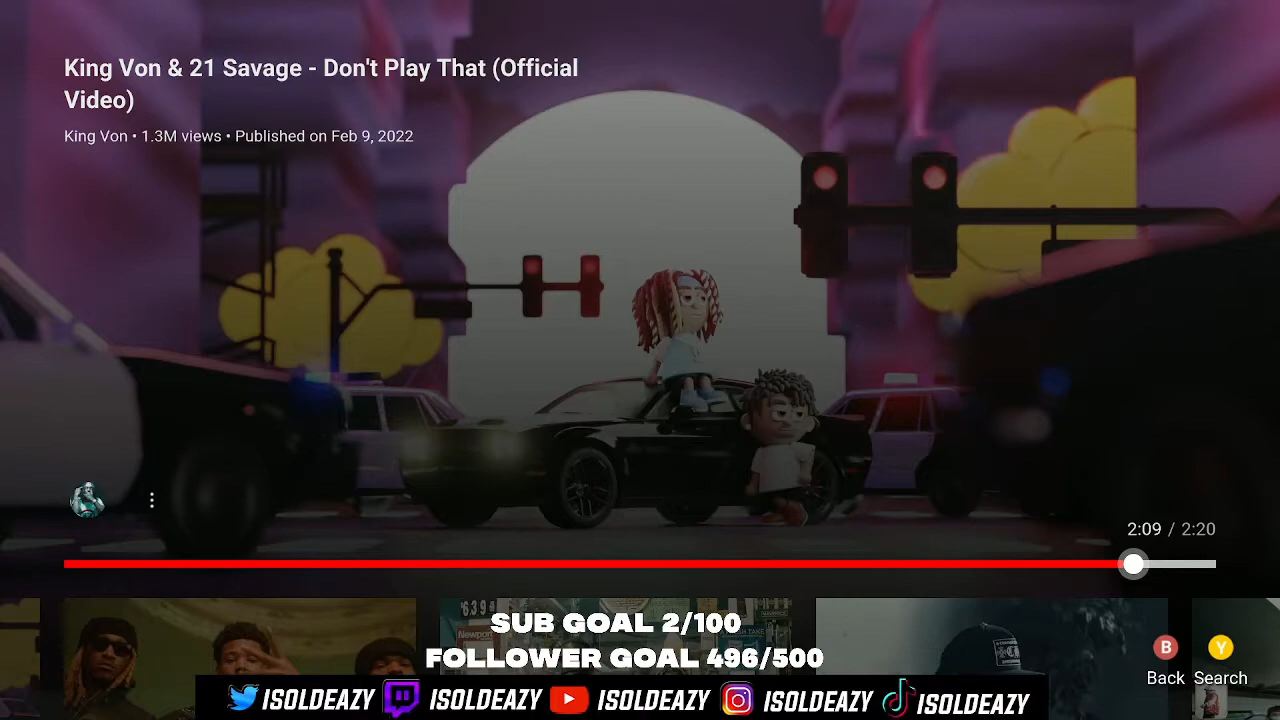 King Von & 21 Savage - Don't Play That (Official
Video)
King Von • 1.3M views • Published on Feb 9, 2022
2:09 / 2:20
SUB GOAL 2/100
FOLLOWER GOAL 496/500
B
Y
Back
Search
Newport
ISOLDEAZY
ISOLDEAZY
ISOLDEAZY
ISOLDEAZY
ISOLDEAZY